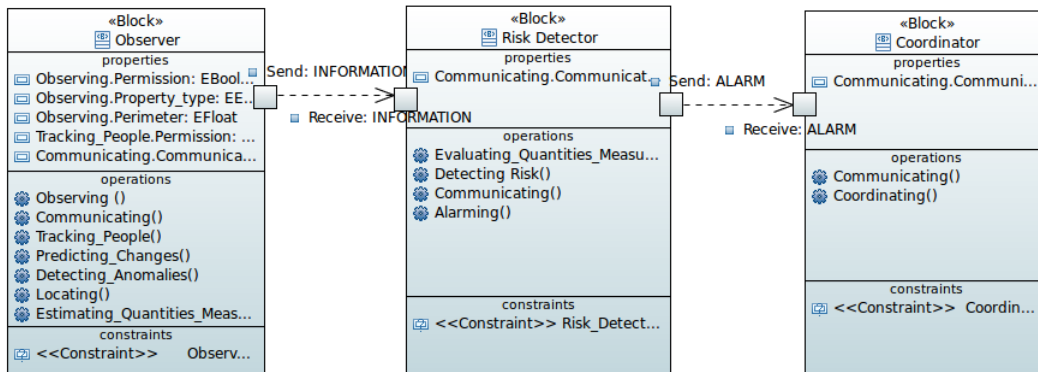 «Block»
Observer
properties
Observing.Permission: EBool...
Observing.Property_type: EE...
Observing.Perimeter: EFloat
Tracking_People.Permission: ...
Communicating.Communica...
operations
Observing ()
Communicating()
Tracking_People()
Predicting_Changes()
Detecting_Anomalies()
Locating()
Estimating_Quantities_Meas...
constraints
<<Constraint>> Observ...
Send: INFORMATION
Receive: INFORMATION
«Block»
Risk Detector
properties
Communicating.Communicat...
operations
Evaluating_Quantities_Measu...
Detecting Risk()
Communicating()
Alarming()
constraints
<<Constraint>> Risk_Detect...
Send: ALARM
Receive: ALARM
«Block»
Coordinator
properties
Communicating.Communi...
operations
Communicating()
Coordinating()
constraints
<<Constraint>> Coordin...